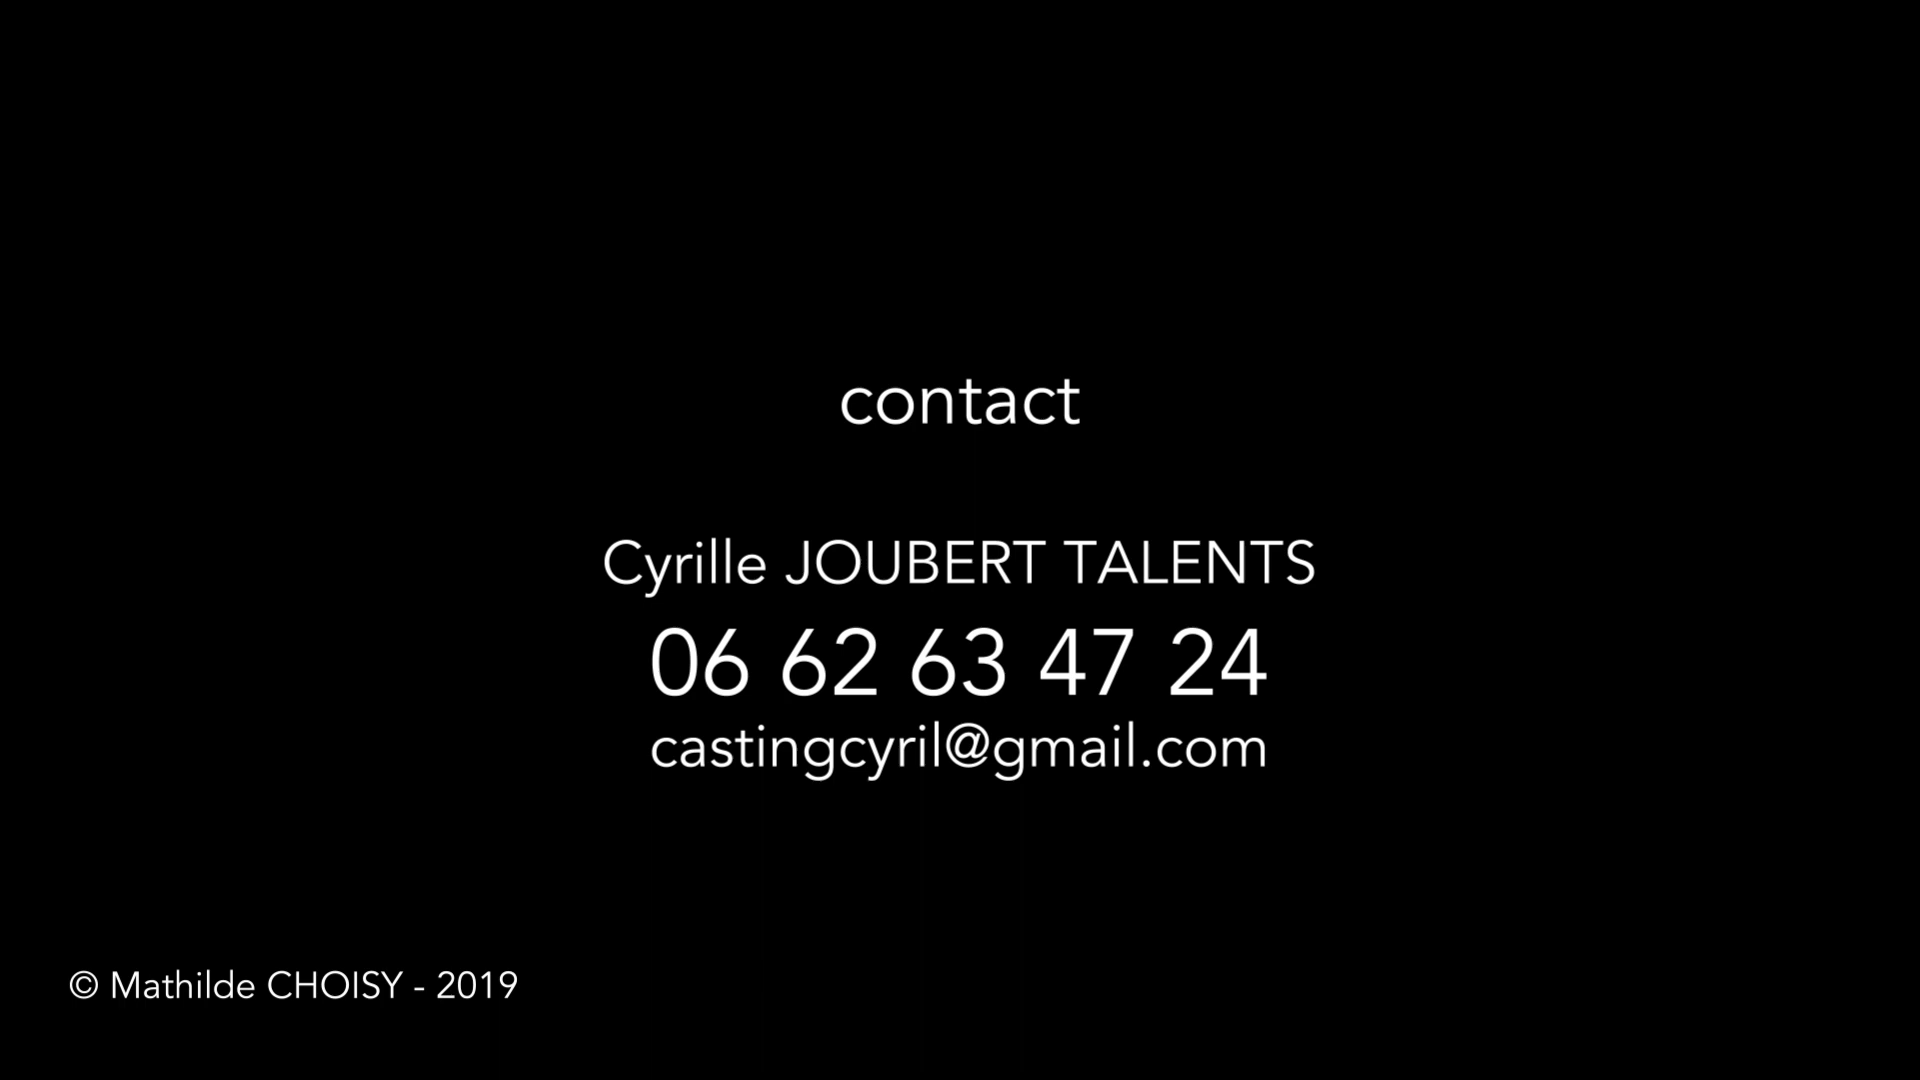 contact
Cyrille JOUBERT TALENTS
06 62 63 47 24
castingcyril@gmail.com
© Mathilde CHOISY - 2019